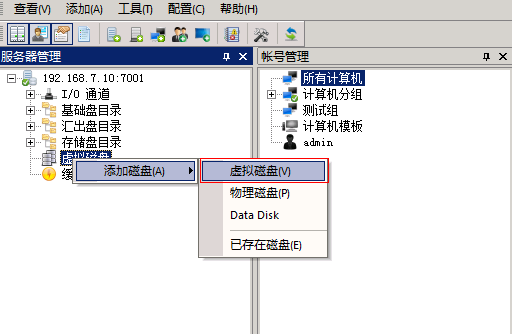 查看(V) 添加(A) 工具(T) 配置(C) 帮助(H)
服务器管理
192.168.7.10:7001
I/O 通道
基础盘目录
汇出盘目录
存储盘目录
虚拟磁盘
缓
添加磁盘(A)
虚拟磁盘(V)
物理磁盘(P)
Data Disk
已存在磁盘(E)
帐号管理
所有计算机
计算机分组
测试组
计算机模板
admin